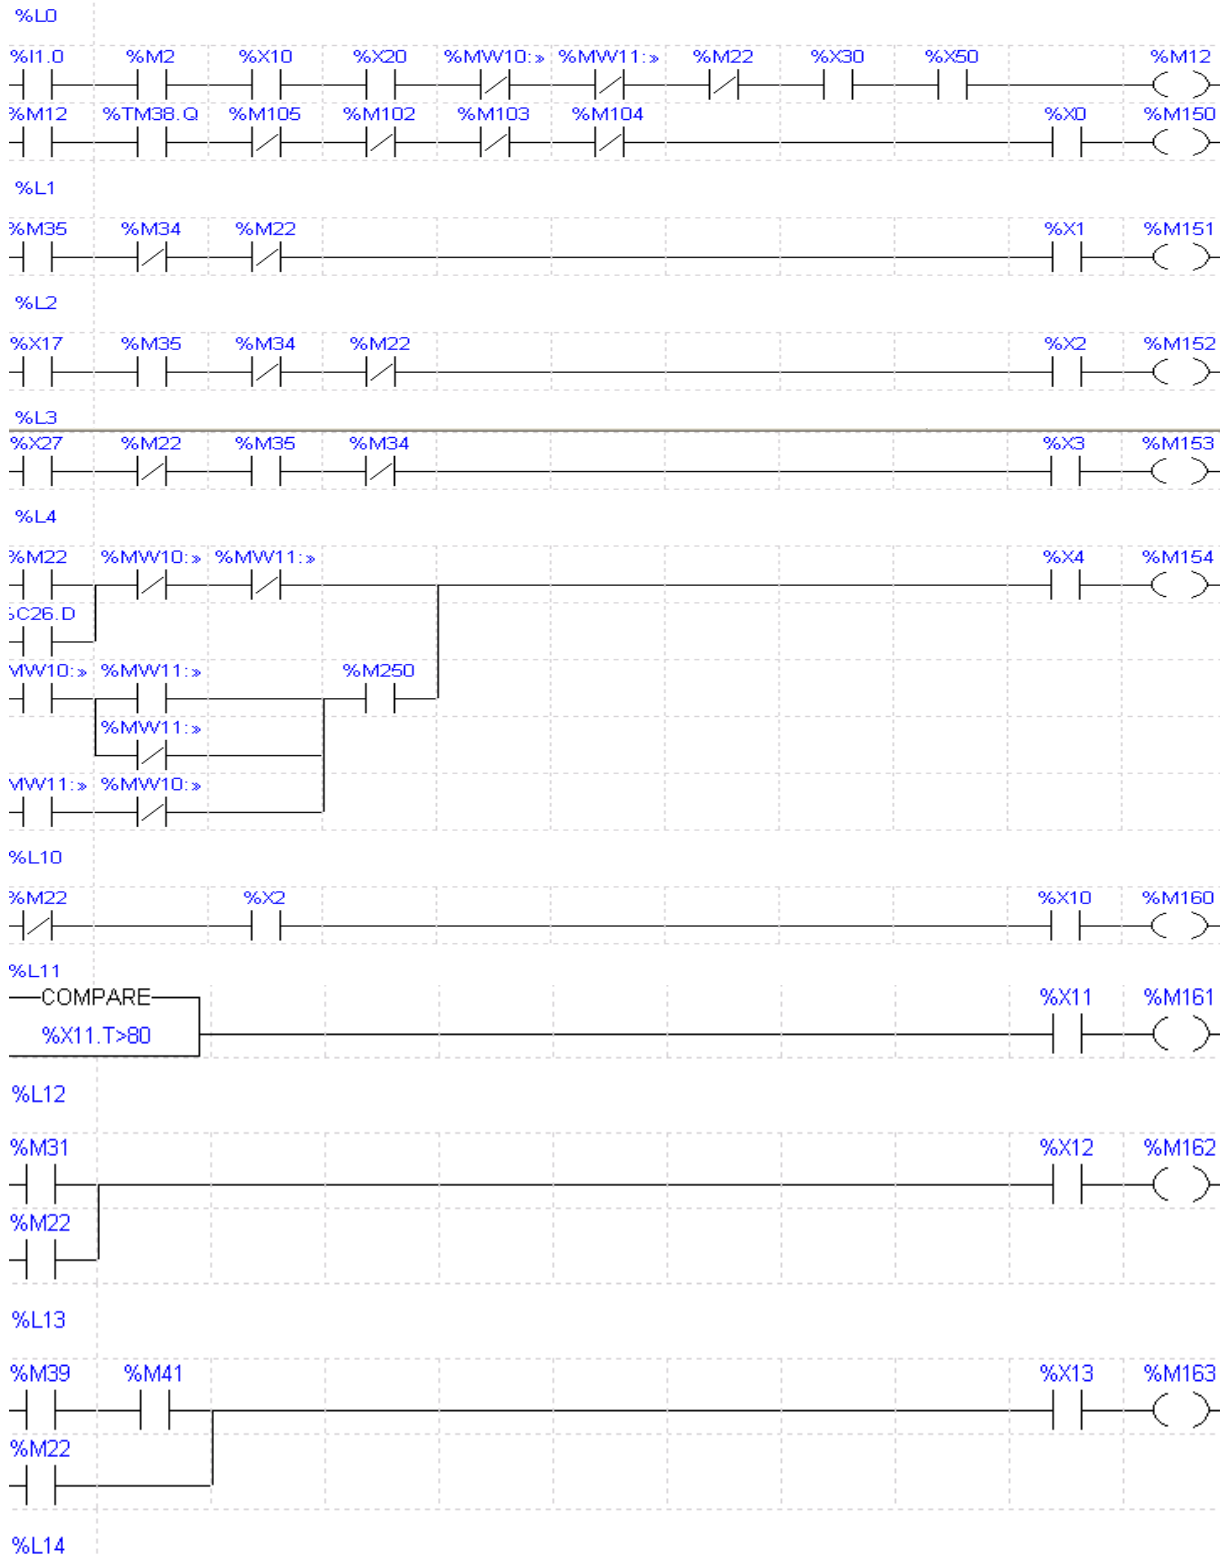 %L0
%I1.0 %M2 %X10 %X20 %MW10:» %MW11:» %M22 %X30 %X50 %M12
%M12 %TM38.Q %M105 %M102 %M103 %M104 %X0 %M150
%L1
%M35 %M34 %M22 %X1 %M151
%L2
%X17 %M35 %M34 %M22 %X2 %M152
%L3
%X27 %M22 %M35 %M34 %X3 %M153
%L4
%M22 %MW10:» %MW11:» %X4 %M154
%C26.D
MW10:» %MW11:» %M250
%MW11:»
MW11:» %MW10:»
%L10
%M22 %X2 %X10 %M160
%L11
COMPARE %X11 %M161
%X11.T>80
%L12
%M31 %X12 %M162
%M22
%L13
%M39 %M41 %X13 %M163
%M22
%L14